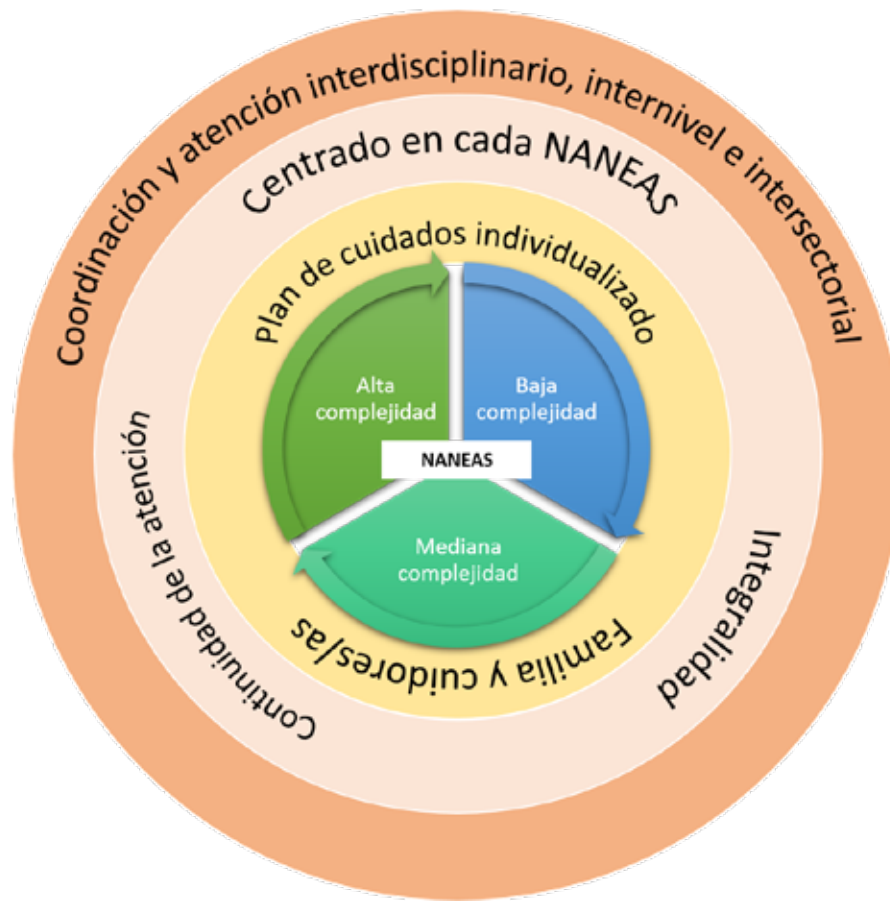 Coordinación y atención interdisciplinario, internivel e intersectorial
Centrado en cada NANEAS
Plan de cuidados individualizado
Alta
complejidad
Baja
complejidad
NANEAS
Mediana
complejidad
Familia y cuidores/as
Continuidad de la atención
Integralidad